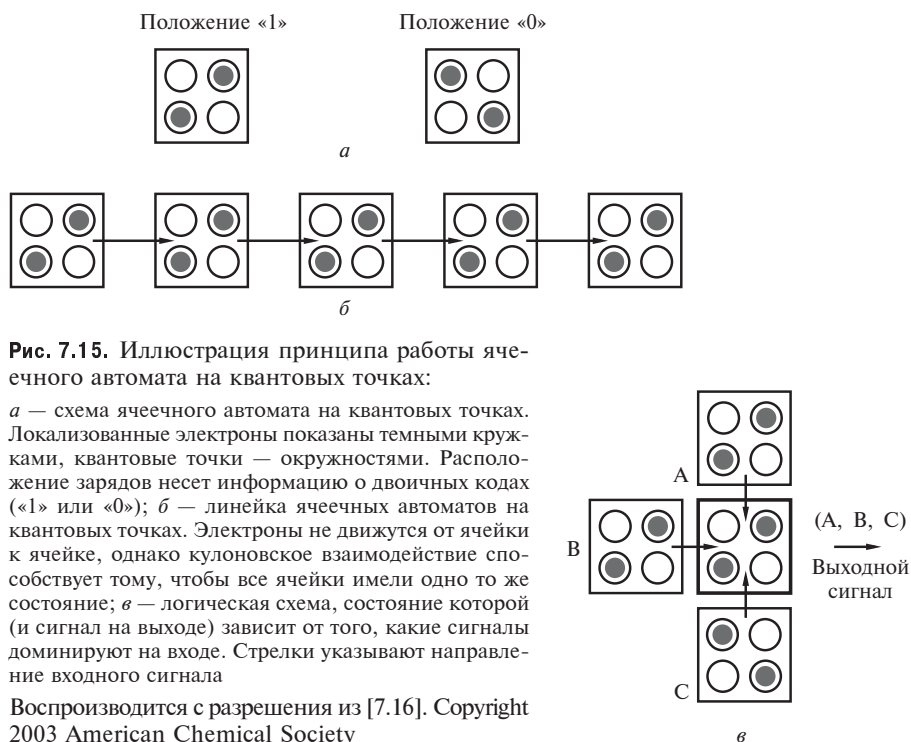 Положение «1»
Положение «0»
а
б
Рис. 7.15. Иллюстрация принципа работы яче-
ечного автомата на квантовых точках:
а — схема ячеечного автомата на квантовых точках.
Локализованные электроны показаны темными круж-
ками, квантовые точки — окружностями. Располо-
жение зарядов несет информацию о двоичных кодах
(«1» или «0»); б — линейка ячеечных автоматов на
квантовых точках. Электроны не движутся от ячейки
к ячейке, однако кулоновское взаимодействие спо-
собствует тому, чтобы все ячейки имели одно то же
состояние; в — логическая схема, состояние которой
(и сигнал на выходе) зависит от того, какие сигналы
доминируют на входе. Стрелки указывают направле-
ние входного сигнала
Воспроизводится с разрешения из [7.16]. Copyright
2003 American Chemical Society
A
B
C
(A, B, C)
Выходной
сигнал
в